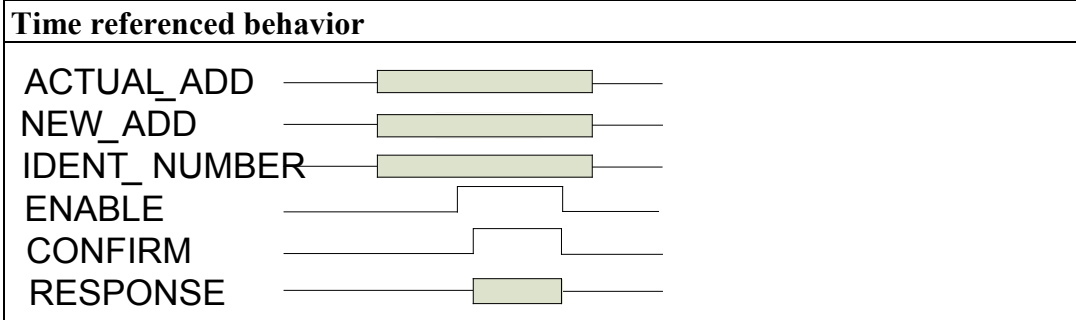 Time referenced behavior
ACTUAL_ADD
NEW_ADD
IDENT_ NUMBER
ENABLE
CONFIRM
RESPONSE